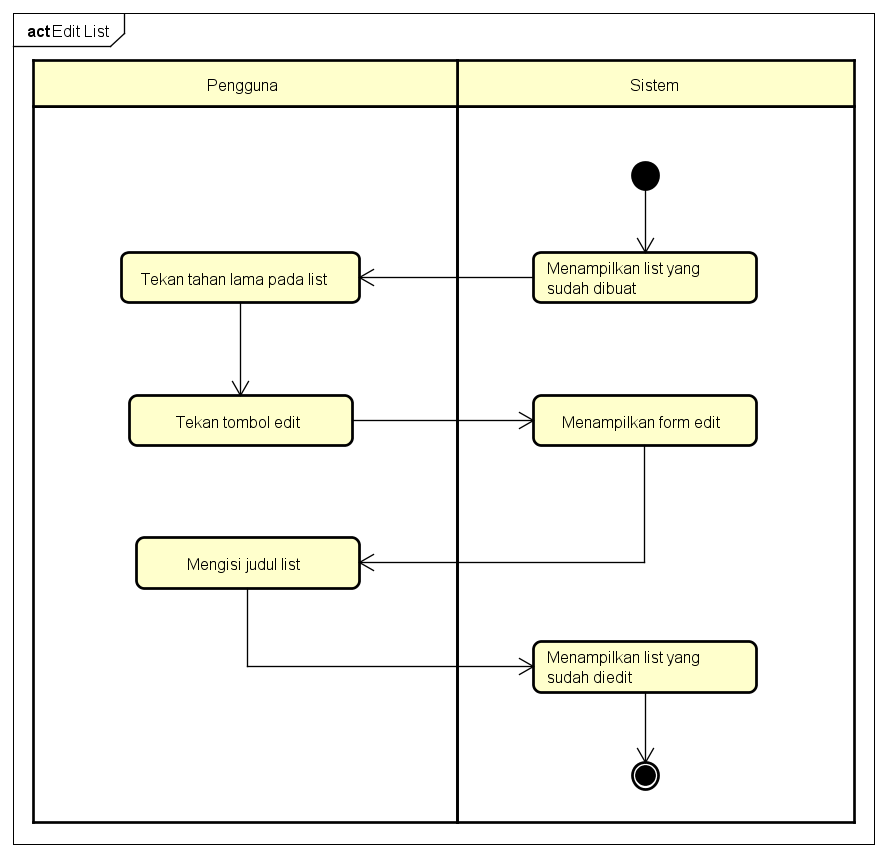 act Edit List
Pengguna
Sistem
Menampilkan list yang
sudah dibuat
Tekan tahan lama pada list
Tekan tombol edit
Menampilkan form edit
Mengisi judul list
Menampilkan list yang
sudah diedit